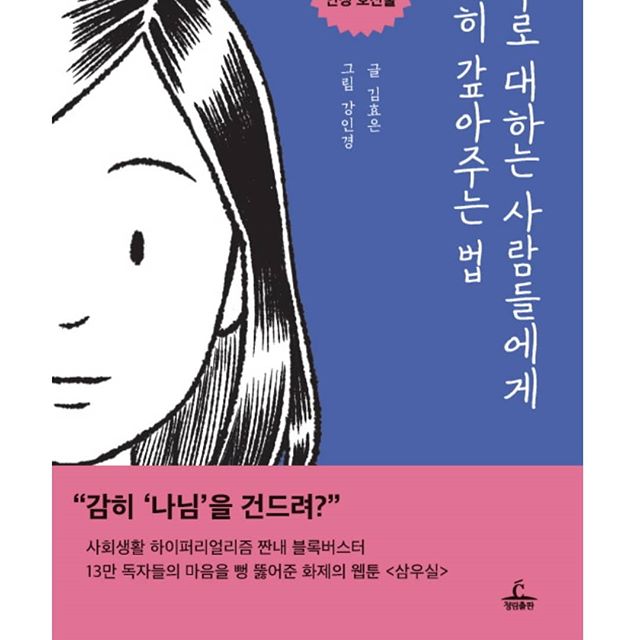 로 대하는 사람들에게
히 갚아주는 법
글 김효은
그림 강인경
“감히 ‘나님’을 건드려?”
사회생활 하이퍼리얼리즘 짠내 블록버스터
13만 독자들의 마음을 뻥 뚫어준 화제의 웹툰 <삼우실>
청림출판